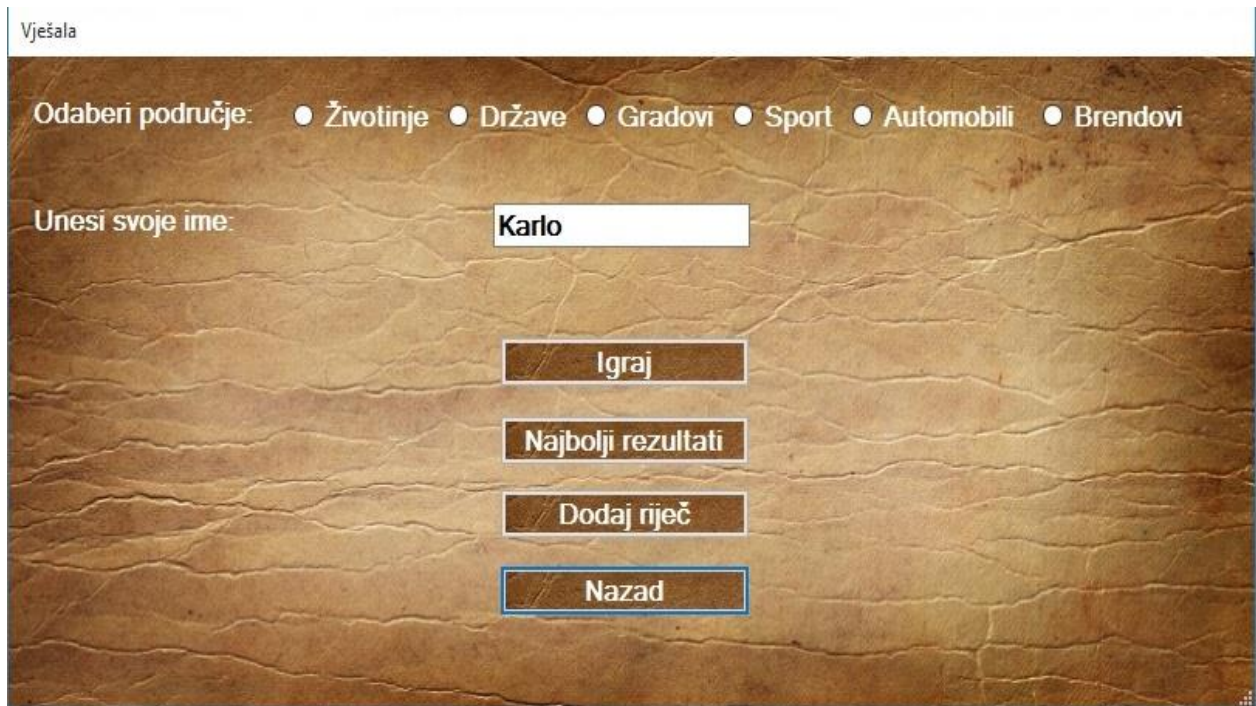 Vješala
Odaberi područje: Životinje Države Gradovi Sport Automobili Brendovi
Unesi svoje ime: Karlo
Igraj
Najbolji rezultati
Dodaj riječ
Nazad